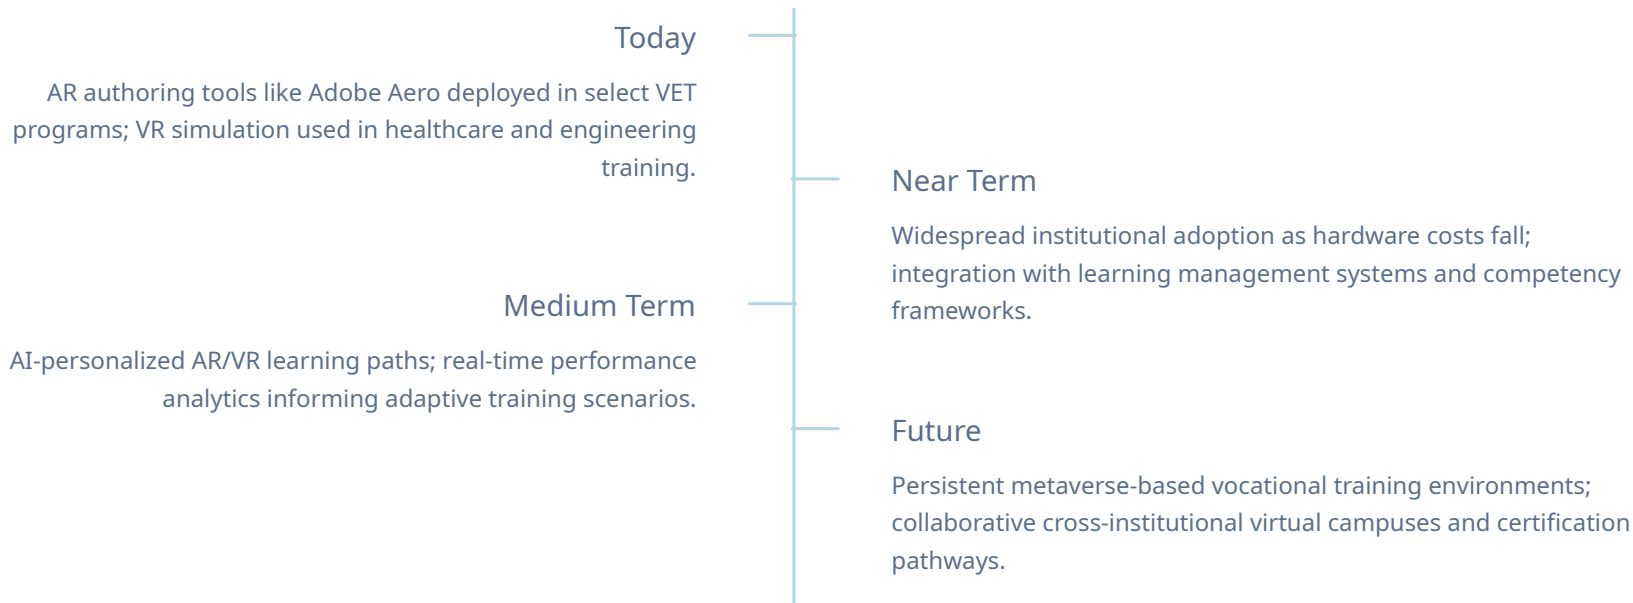 Today
AR authoring tools like Adobe Aero deployed in select VET
programs; VR simulation used in healthcare and engineering
training.
Near Term
Widespread institutional adoption as hardware costs fall;
integration with learning management systems and competency
frameworks.
Medium Term
AI-personalized AR/VR learning paths; real-time performance
analytics informing adaptive training scenarios.
Future
Persistent metaverse-based vocational training environments;
collaborative cross-institutional virtual campuses and certification
pathways.